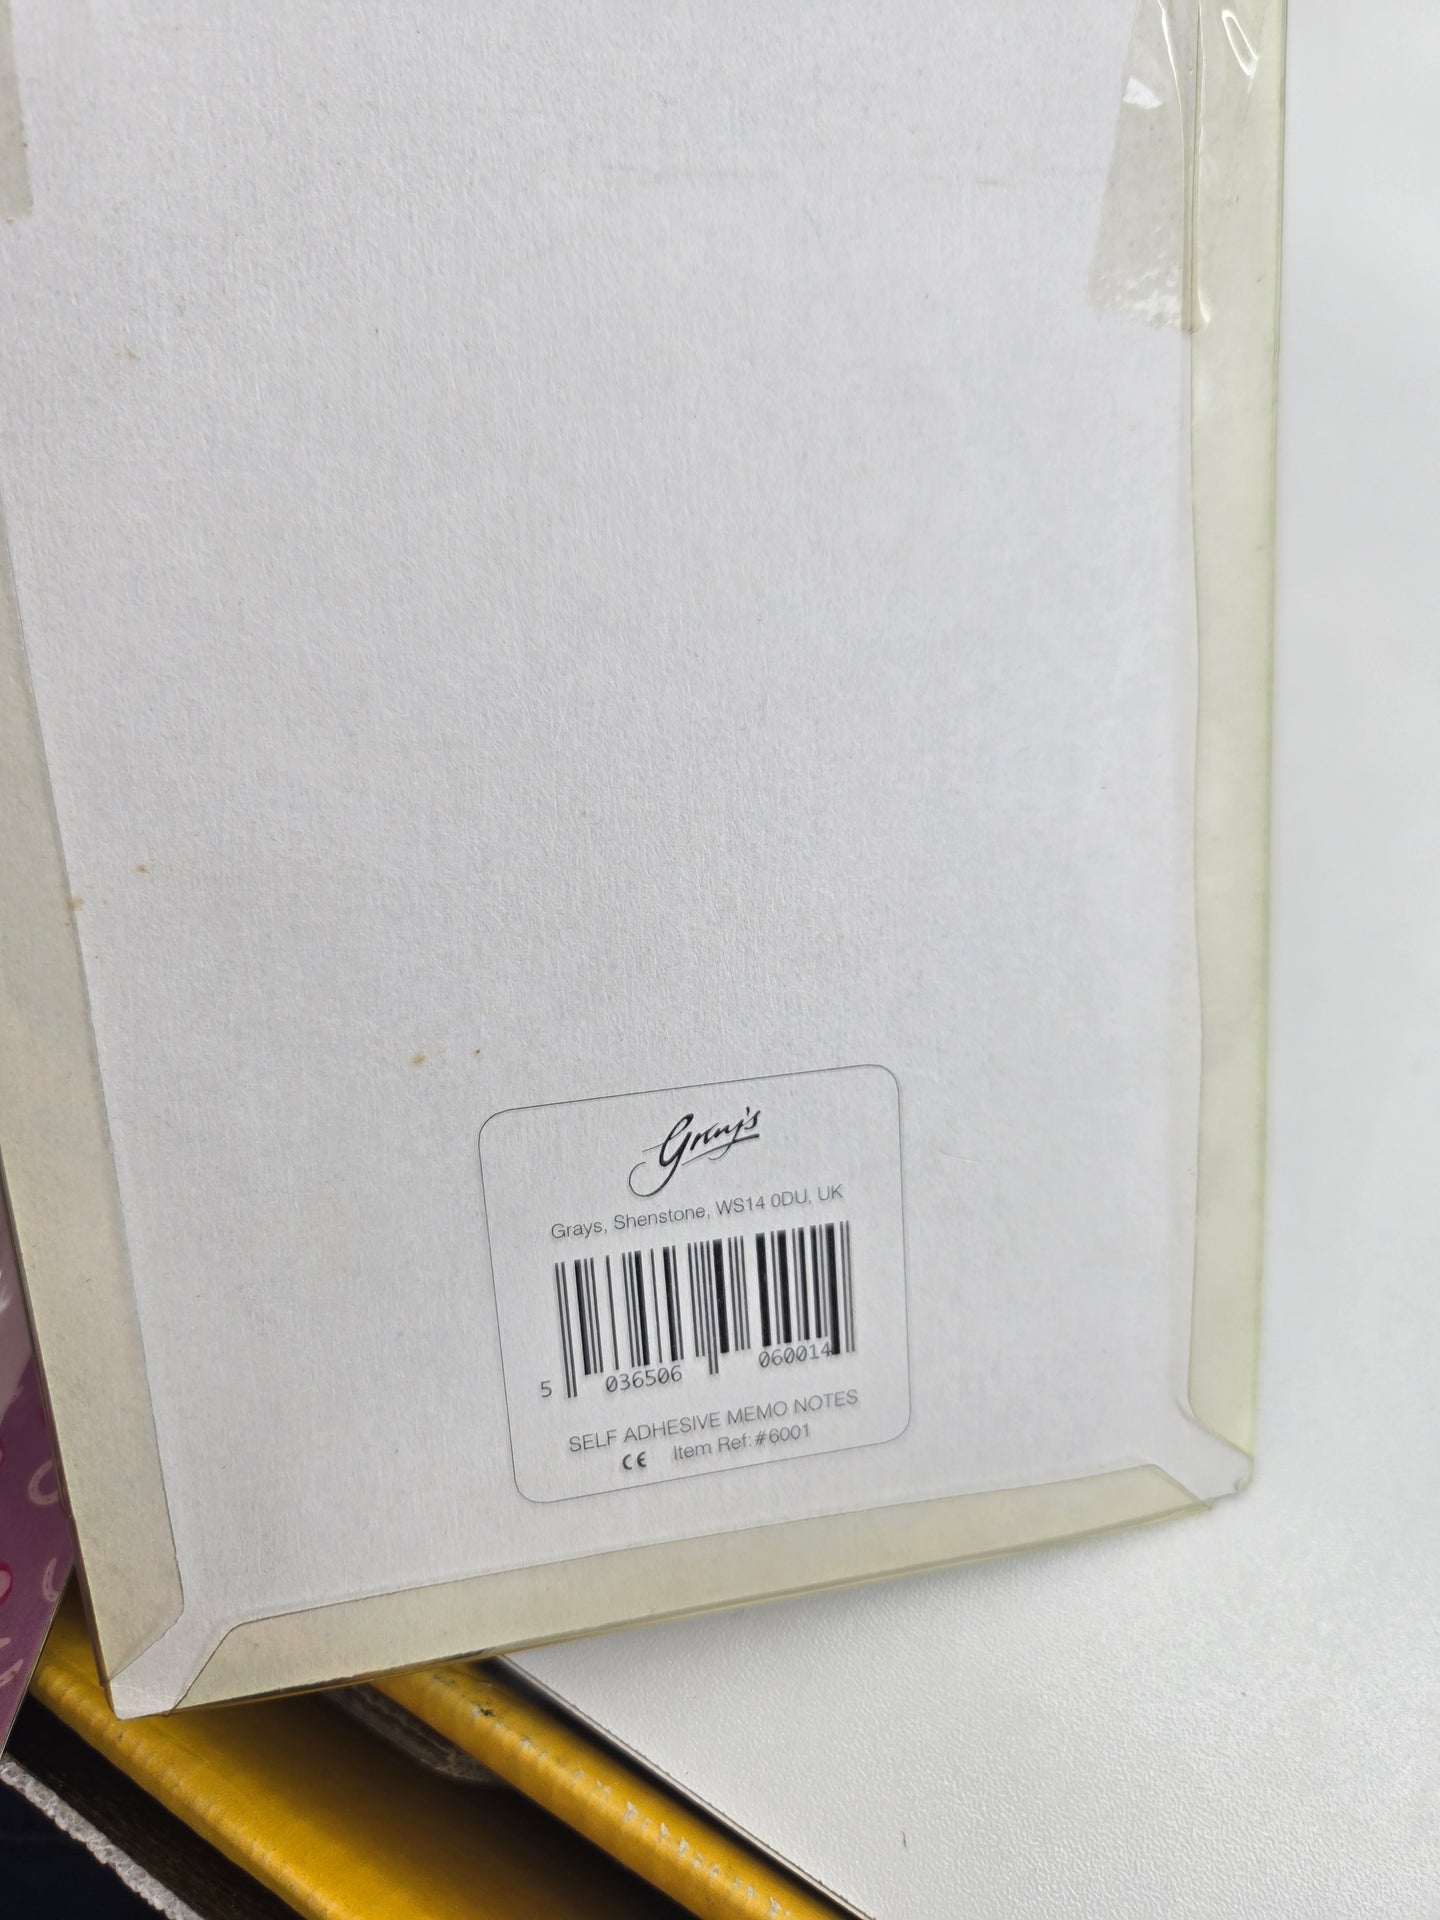 Gray's
Grays, Shenstone, WS14 0DU, UK
5 036506 060014
SELF ADHESIVE MEMO NOTES
CE Item Ref:#6001